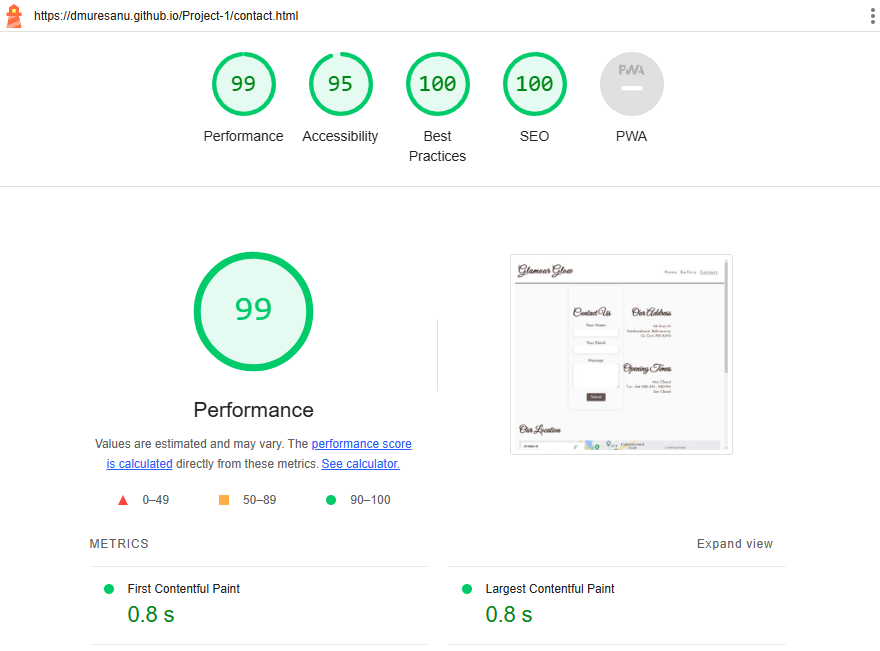 https://dmuresanu.github.io/Project-1/contact.html
99
95
100
100
PWA
Performance
Accessibility
Best
Practices
SEO
PWA
99
Performance
Values are estimated and may vary. The performance score
is calculated directly from these metrics. See calculator.
0–49
50–89
90–100
Glamour Glow
Home Gallery Contact
Contact Us
Your Name
Your Email
Message
Submit
Our Address
Opening Times
Mon: Closed
Sun: Closed
Our Location
METRICS
Expand view
First Contentful Paint
0.8 s
Largest Contentful Paint
0.8 s